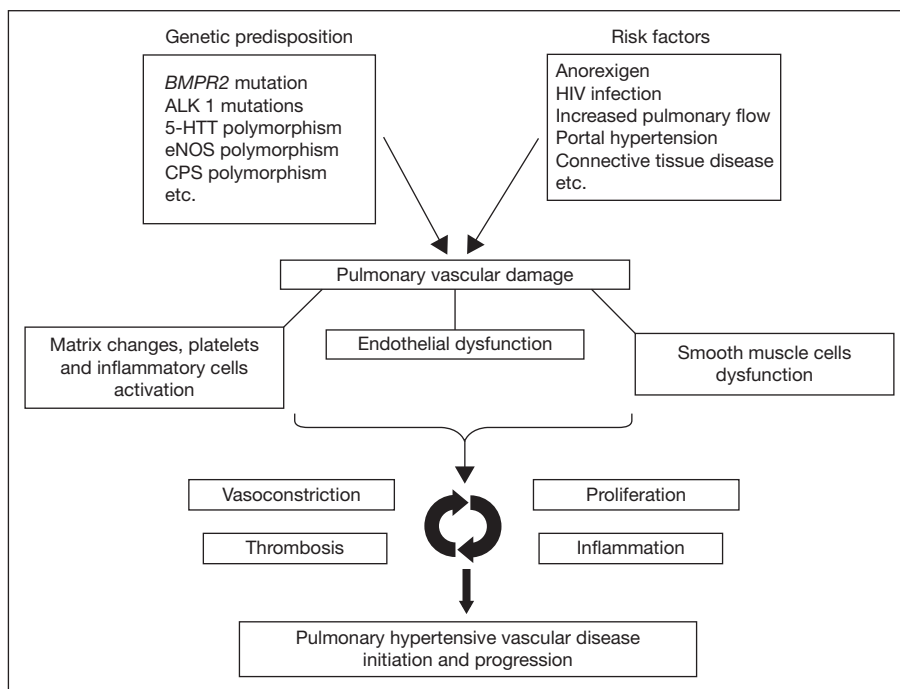 Genetic predisposition
BMPR2 mutation
ALK 1 mutations
5-HTT polymorphism
eNOS polymorphism
CPS polymorphism
etc.
Risk factors
Anorexigen
HIV infection
Increased pulmonary flow
Portal hypertension
Connective tissue disease
etc.
Pulmonary vascular damage
Matrix changes, platelets
and inflammatory cells
activation
Endothelial dysfunction
Smooth muscle cells
dysfunction
Vasoconstriction
Proliferation
Thrombosis
Inflammation
Pulmonary hypertensive vascular disease
initiation and progression